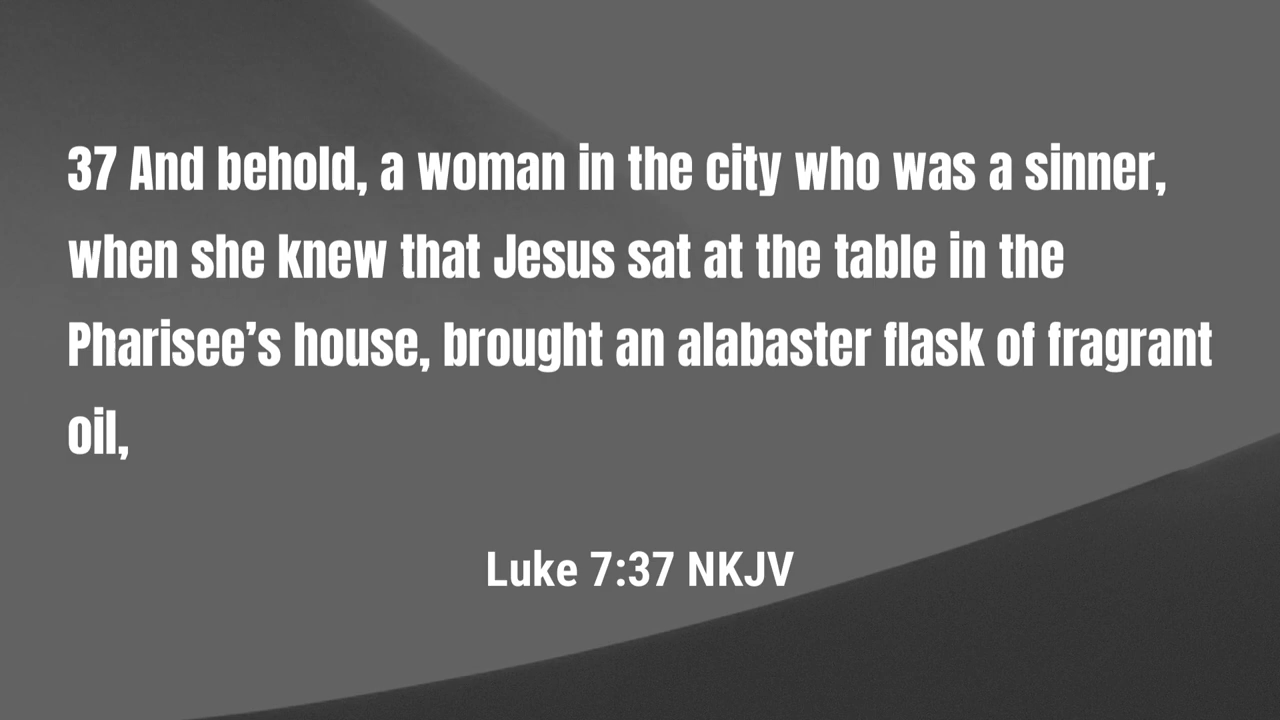 37 And behold, a woman in the city who was a sinner,
when she knew that Jesus sat at the table in the
Pharisee’s house, brought an alabaster flask of fragrant
oil,
Luke 7:37 NKJV